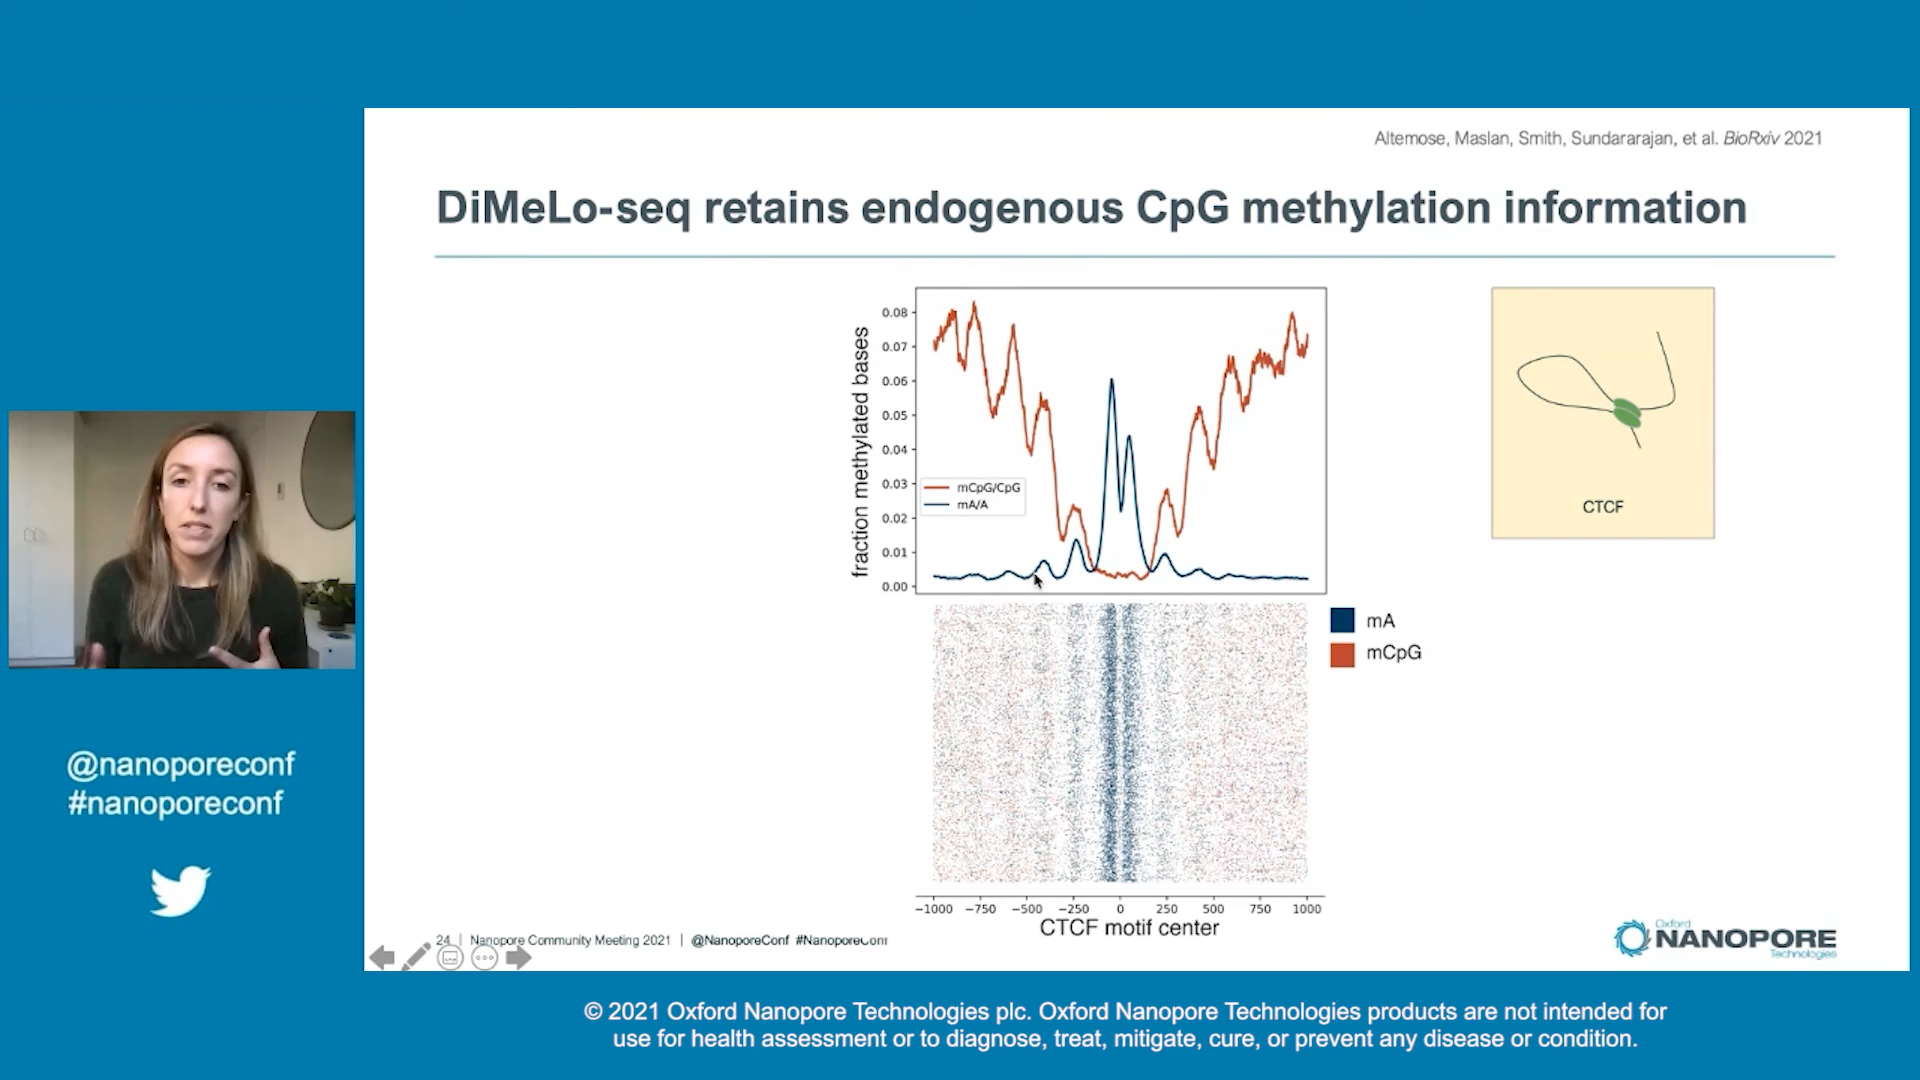 Altemose, Maslan, Smith, Sundararajan, et al. BioRxiv 2021
DiMeLo-seq retains endogenous CpG methylation information
fraction methylated bases
0.08
0.07
0.06
0.05
0.04
0.03
0.02
0.01
0.00
mCpG/CpG
mA/A
CTCF
mA
mCpG
−1000 −750 −500 −250 0 250 500 750 1000
CTCF motif center
@nanoporeconf
#nanoporeconf
24 | Nanopore Community Meeting 2021 | @NanoporeConf #NanoporeConf
Oxford
NANOPORE
Technologies
© 2021 Oxford Nanopore Technologies plc. Oxford Nanopore Technologies products are not intended for
use for health assessment or to diagnose, treat, mitigate, cure, or prevent any disease or condition.